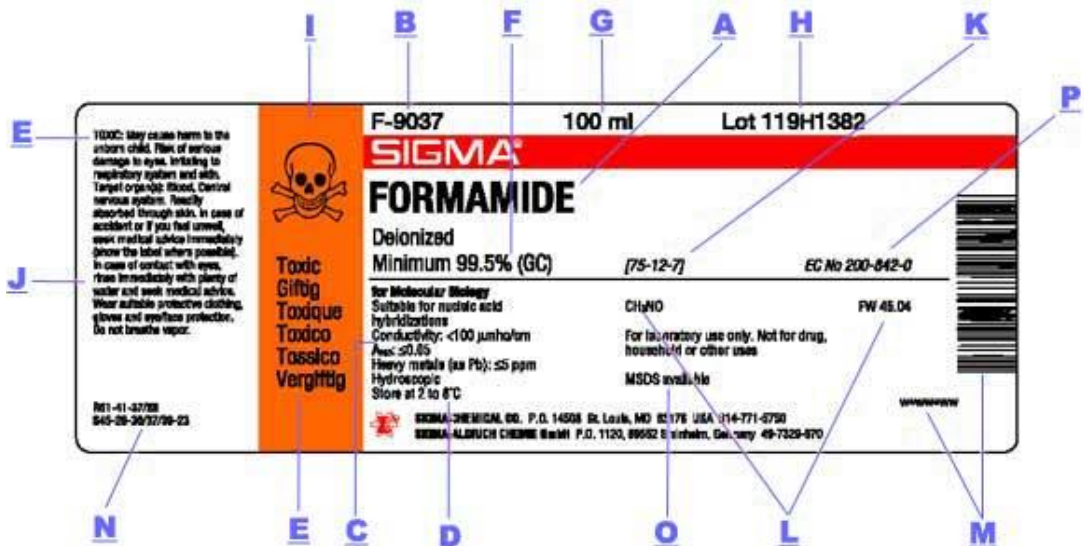 I B F G A H K
F-9037 100 ml Lot 119H1382
P
E
TOXIC: May cause harm to the
unborn child. Risk of serious
damage to eyes. Irritating to
respiratory system and skin.
Target organ(s): Blood, Central
nervous system. Readily
absorbed through skin. In case of
accident or if you feel unwell,
seek medical advice immediately
(show the label where possible).
In case of contact with eyes,
rinse immediately with plenty of
water and seek medical advice.
Wear suitable protective clothing,
gloves and eye/face protection.
Do not breathe vapor.
J
R61-41-37/38
N
Toxic
Giftig
Toxique
Toxico
Tossico
Vergiftig
E
SIGMA®
FORMAMIDE
Deionized
Minimum 99.5% (GC) [75-12-7] EC No 200-842-0
for Molecular Biology
Suitable for nucleic acid
hybridizations
Conductivity: <100 µmho/cm
≤0.05
Heavy metals (as Pb): ≤5 ppm
Hydroscopic
Store at 2 to 8°C
CH₃NO FW 45.04
For laboratory use only. Not for drug,
household or other uses
MSDS available
SIGMA CHEMICAL CO. P.O. 14508 St. Louis, MO 63178 USA 314-771-5750
SIGMA-ALDRICH CHEMIE GmbH P.O. 1120, 89552 Steinheim, Germany 49-7329-970
C D O L M